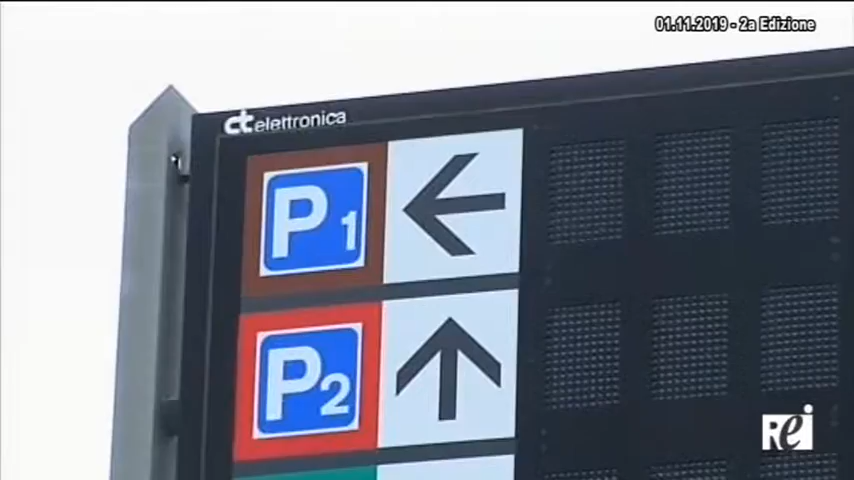 01.11.2019 - 2a Edizione
ct elettronica
P1
P2
Rei